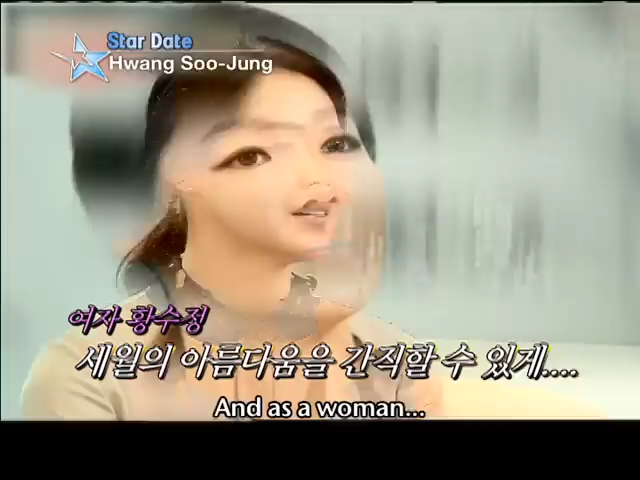 Star Date
Hwang Soo-Jung
여자 황수정
세월의 아름다움을 간직할 수 있게....
And as a woman...